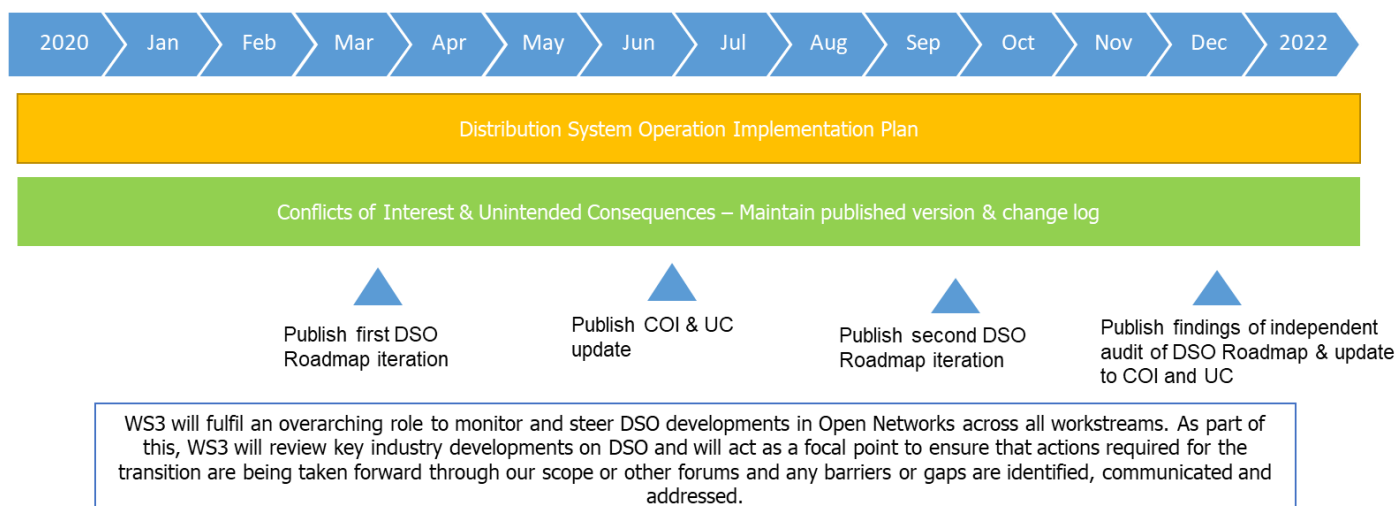 2020 Jan Feb Mar Apr May Jun Jul Aug Sep Oct Nov Dec 2022
Distribution System Operation Implementation Plan
Conflicts of Interest & Unintended Consequences – Maintain published version & change log
Publish first DSO
Roadmap iteration
Publish COI & UC
update
Publish second DSO
Roadmap iteration
Publish findings of independent
audit of DSO Roadmap & update
to COI and UC
WS3 will fulfil an overarching role to monitor and steer DSO developments in Open Networks across all workstreams. As part of
this, WS3 will review key industry developments on DSO and will act as a focal point to ensure that actions required for the
transition are being taken forward through our scope or other forums and any barriers or gaps are identified, communicated and
addressed.